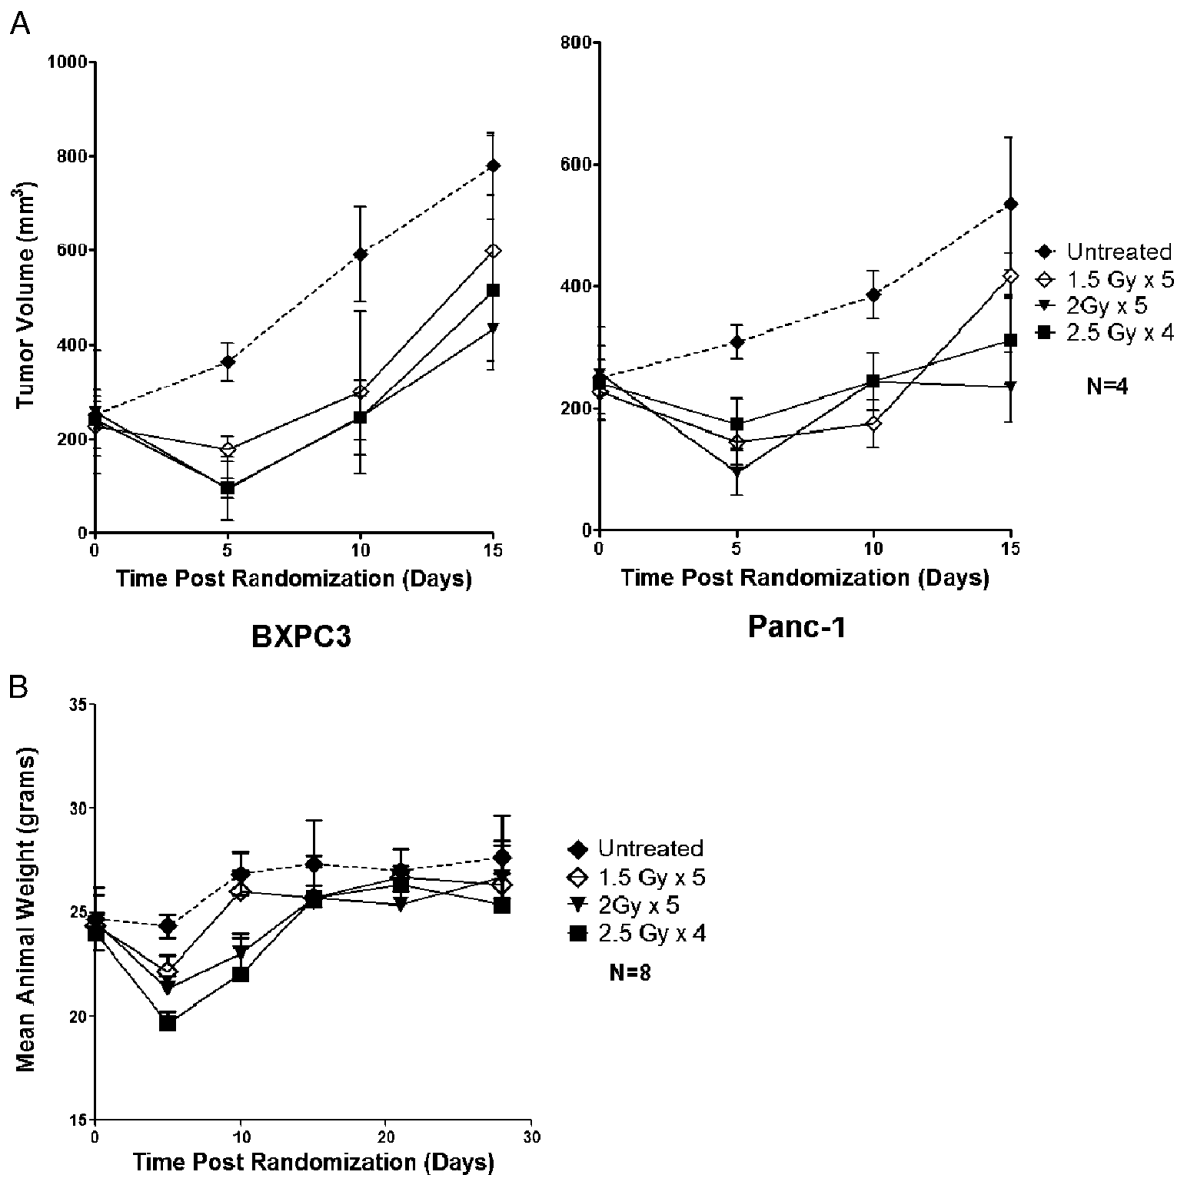 A
1000
800
600
400
200
0
0 5 10 15
Tumor Volume (mm³)
Time Post Randomization (Days)
BXPC3
800
600
400
200
0
0 5 10 15
Time Post Randomization (Days)
Panc-1
Untreated
1.5 Gy x 5
2Gy x 5
2.5 Gy x 4
N=4
B
35
30
25
20
15
0 10 20 30
Mean Animal Weight (grams)
Time Post Randomization (Days)
Untreated
1.5 Gy x 5
2Gy x 5
2.5 Gy x 4
N=8